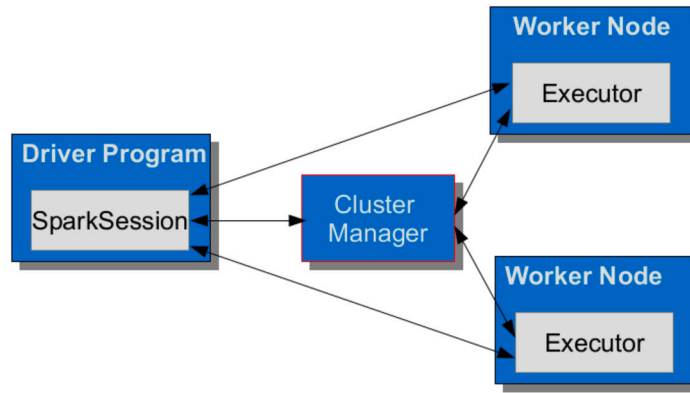 Worker Node
Executor
Driver Program
SparkSession
Cluster
Manager
Worker Node
Executor